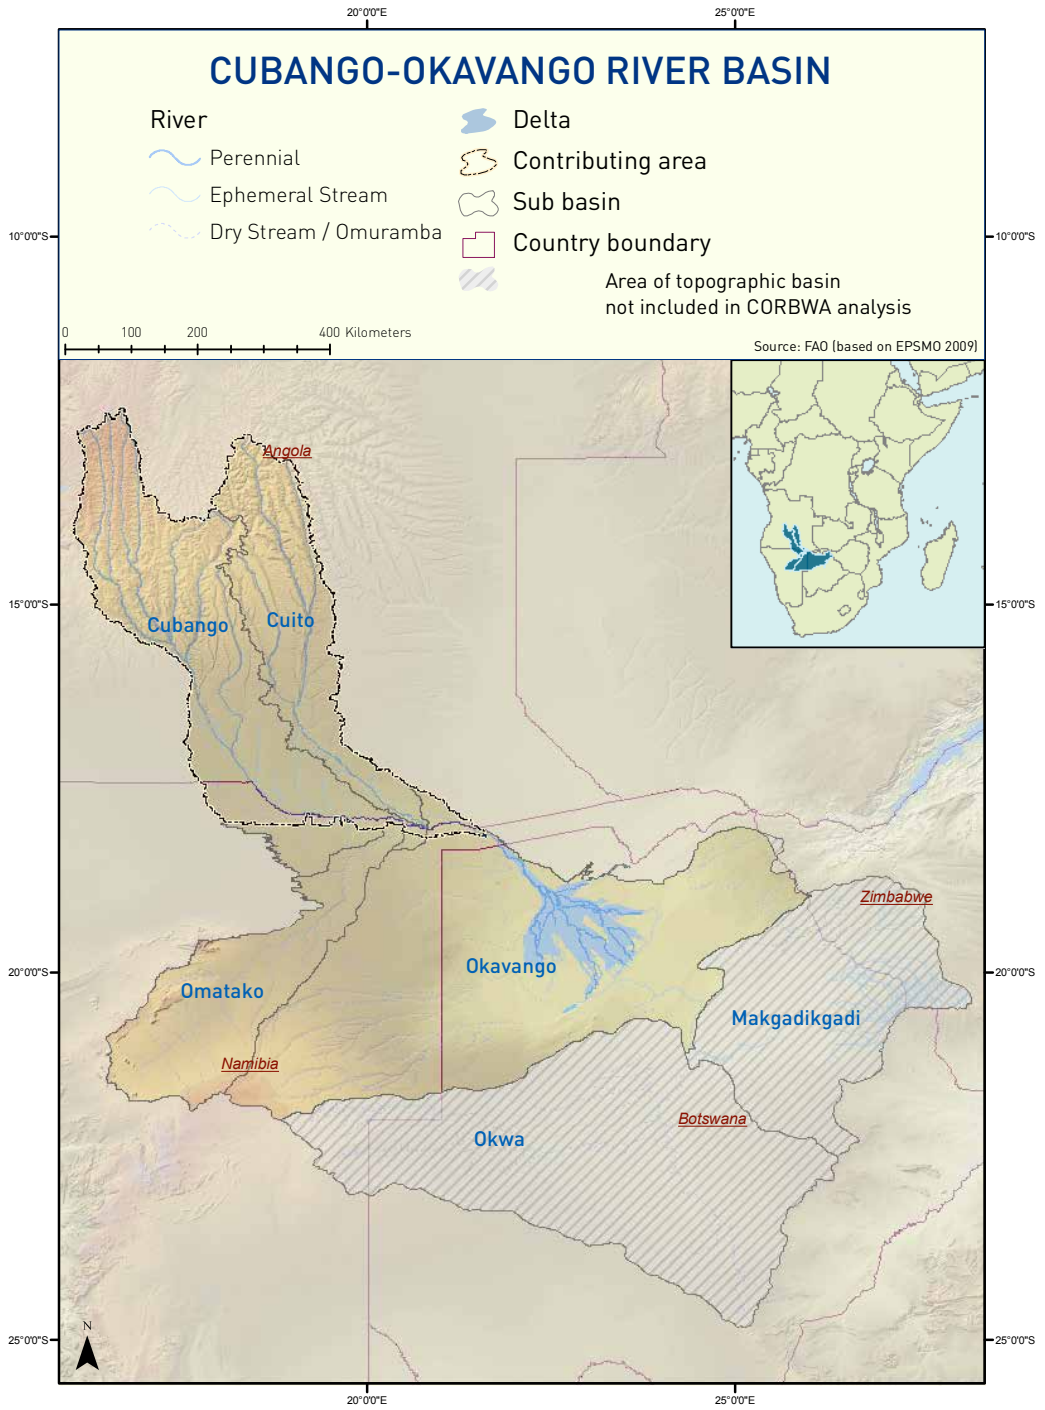 20°0'0"E 25°0'0"E
CUBANGO-OKAVANGO RIVER BASIN
River
Perennial
Ephemeral Stream
Dry Stream / Omuramba
Delta
Contributing area
Sub basin
Country boundary
Area of topographic basin
not included in CORBWA analysis
10°0'0"S 10°0'0"S
0 100 200 400 Kilometers
Source: FAO (based on EPSMO 2009)
Angola
15°0'0"S 15°0'0"S
Cubango
Cuito
Zimbabwe
Okavango
20°0'0"S 20°0'0"S
Omatako
Makgadikgadi
Namibia
Botswana
Okwa
N
25°0'0"S 25°0'0"S
20°0'0"E 25°0'0"E